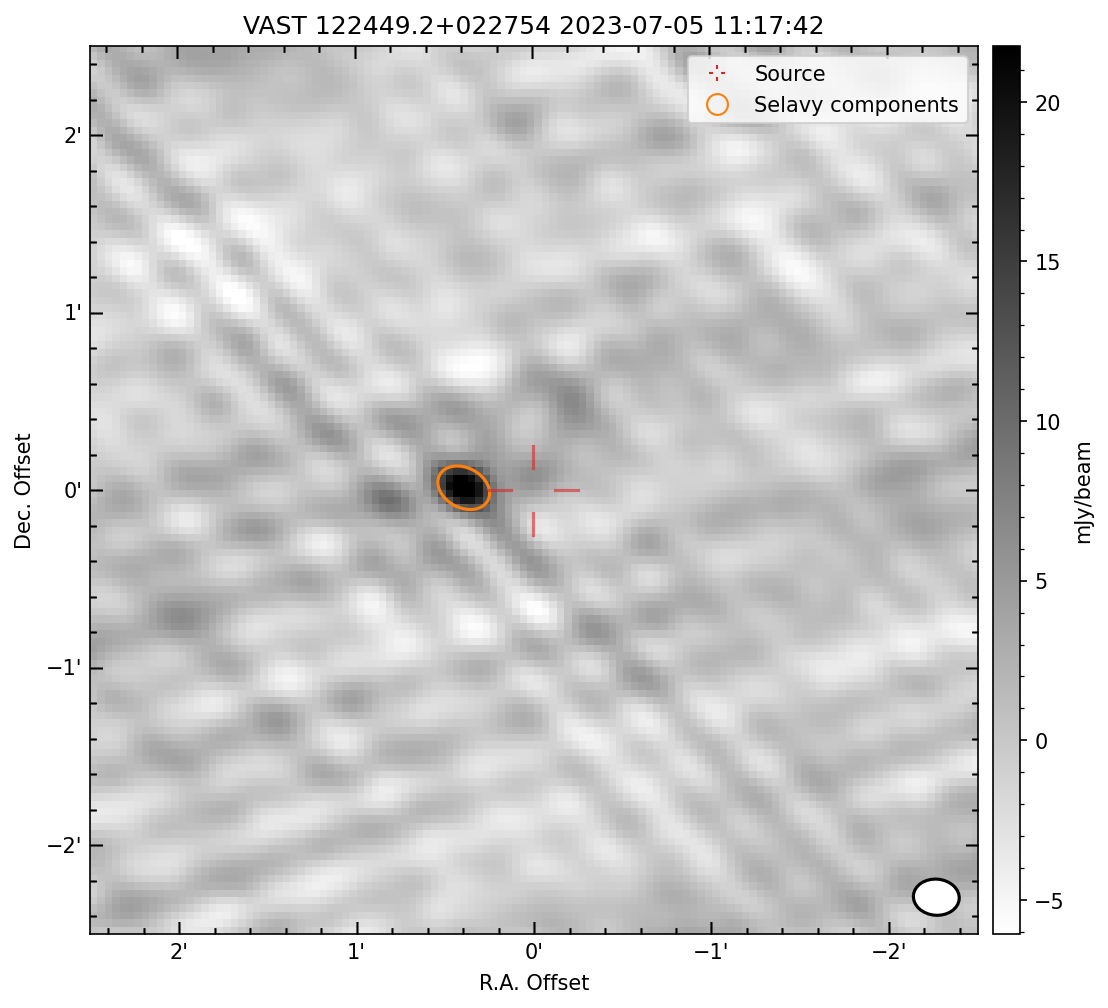 VAST 122449.2+022754 2023-07-05 11:17:42
Source
Selavy components
2'
1'
0'
−1'
−2'
Dec. Offset
2'
1'
0'
−1'
−2'
R.A. Offset
20
15
10
5
0
−5
mJy/beam